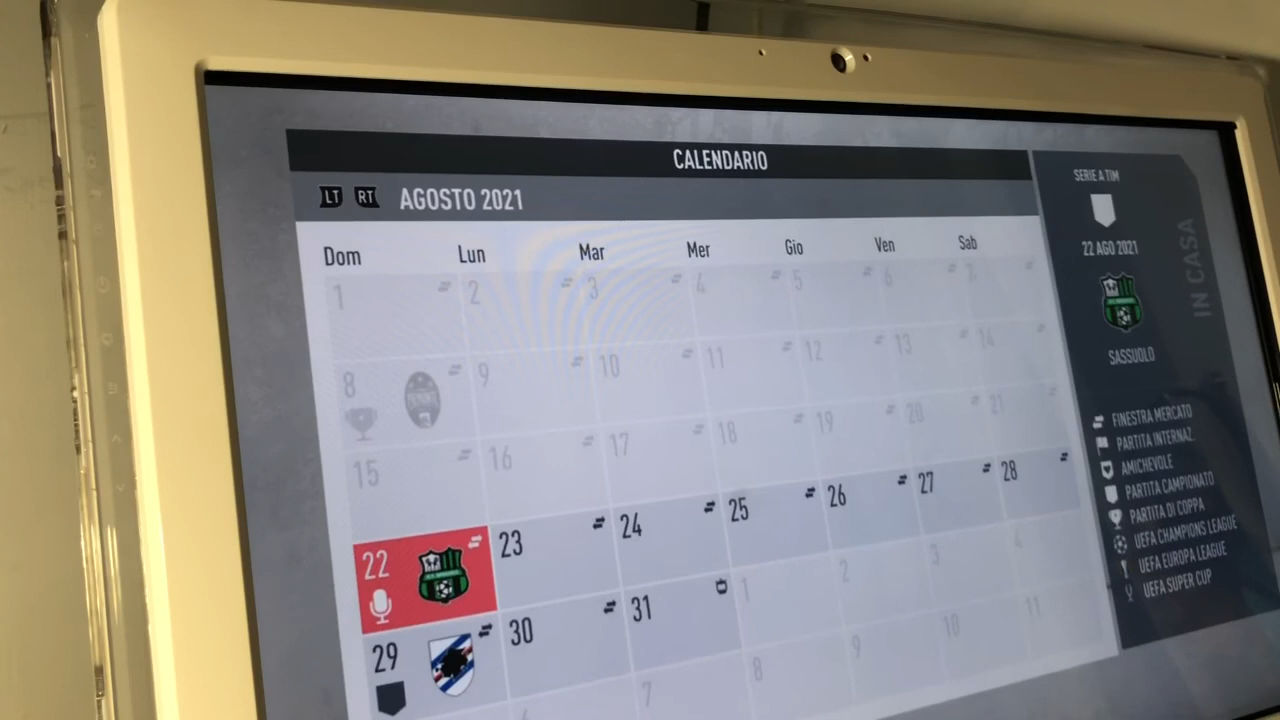 CALENDARIO
LT RT AGOSTO 2021
Dom Lun Mar Mer Gio Ven Sab
1 2 3 4 5 6 7
8 9 10 11 12 13 14
15 16 17 18 19 20 21
22 23 24 25 26 27 28
29 30 31 1 2 3 4
7 8 9 10 11
SERIE A TIM
22 AGO 2021
IN CASA
SASSUOLO
FINESTRA MERCATO
PARTITA INTERNAZ.
AMICHEVOLE
PARTITA CAMPIONATO
PARTITA DI COPPA
UEFA CHAMPIONS LEAGUE
UEFA EUROPA LEAGUE
UEFA SUPER CUP